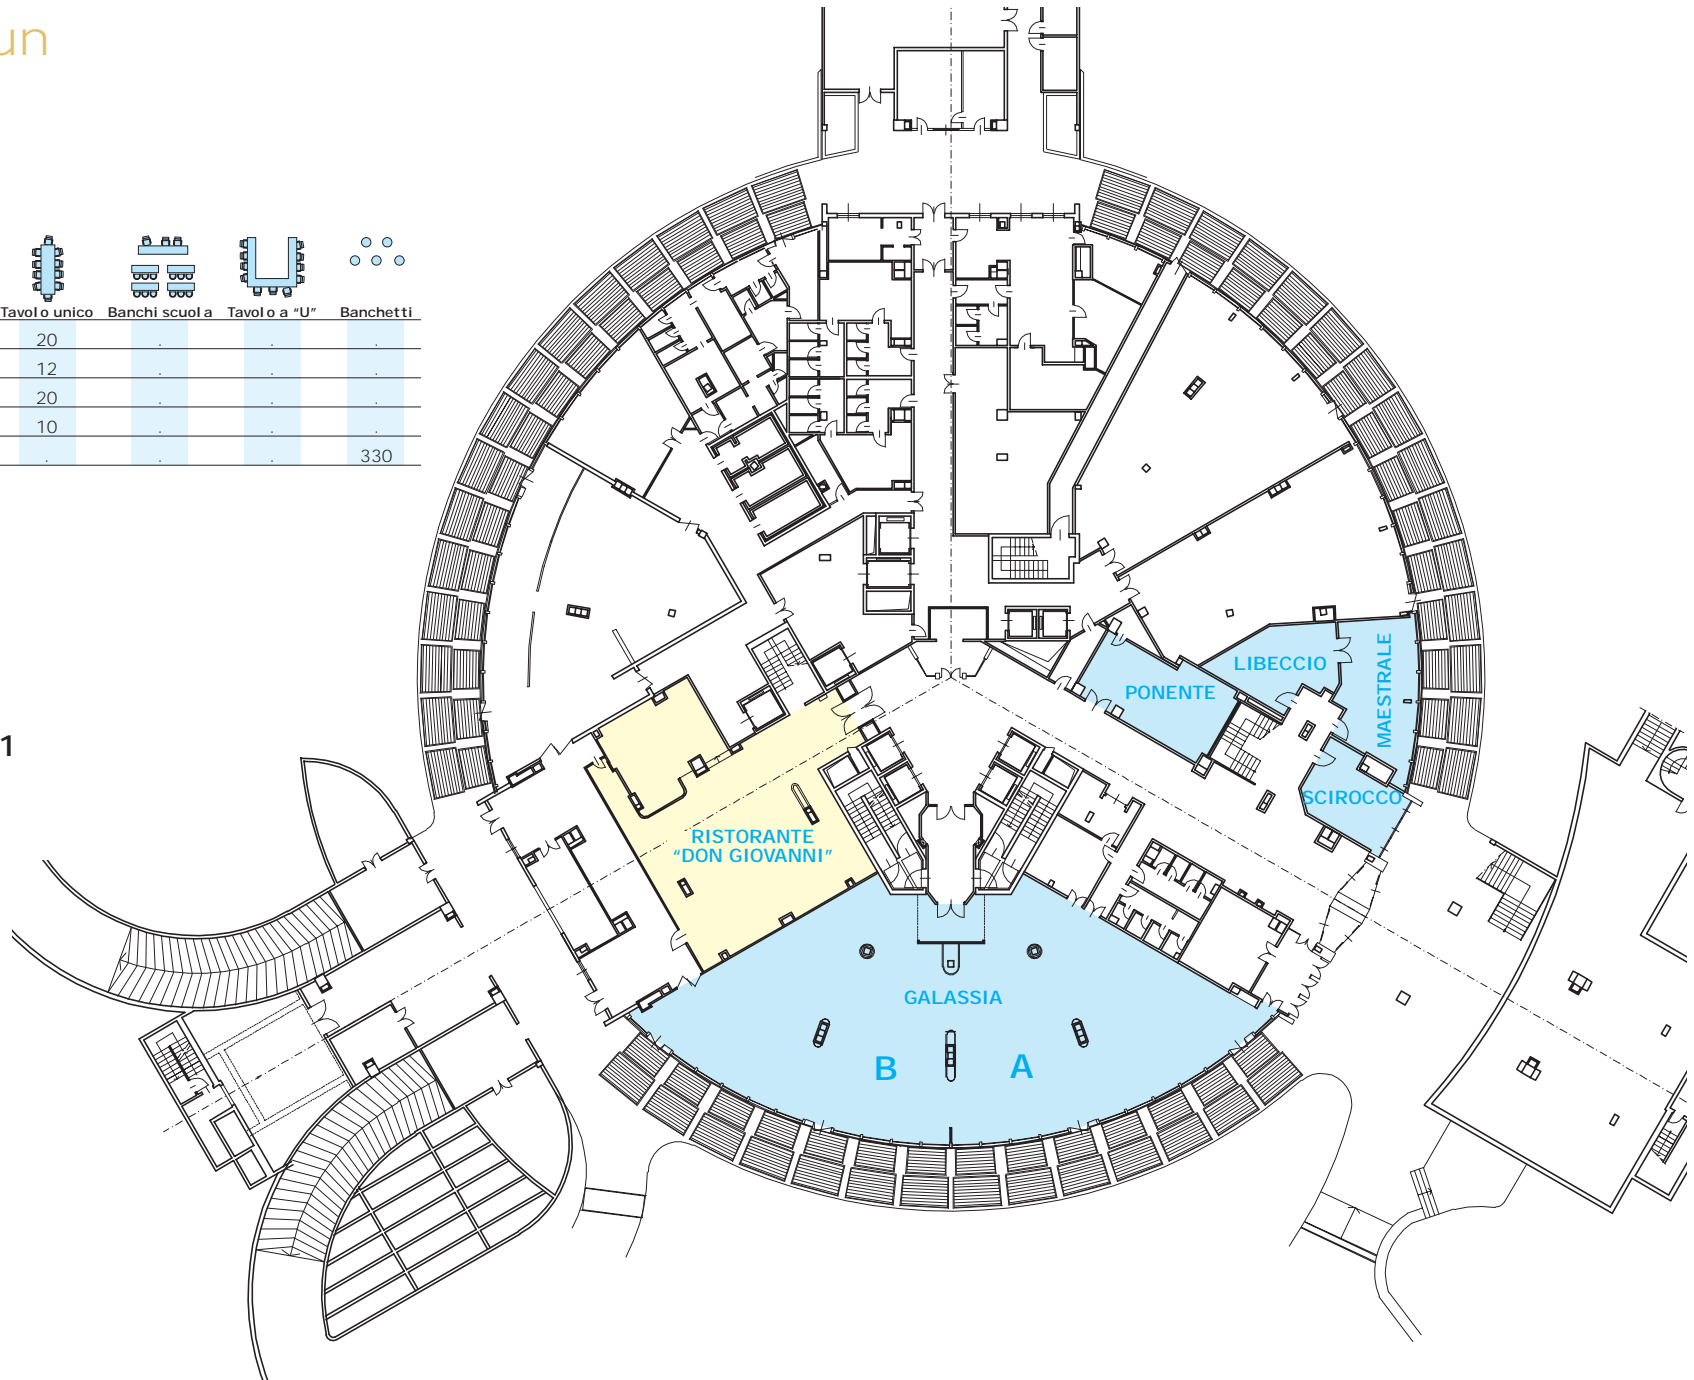 un
Tavolo unico Banchi scuola Tavolo a “U” Banchetti
20 . . .
12 . . .
20 . . .
10 . . .
. . . 330
1
LIBECCIO
PONENTE
MAESTRALE
SCIROCCO
RISTORANTE
“DON GIOVANNI”
GALASSIA
B A